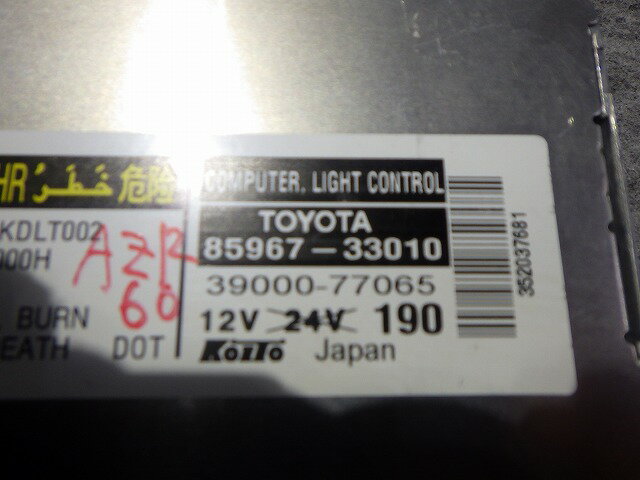 HR خَطَرْ 危険
KDLT002
000H
AZR
60
BURN
EATH DOT
COMPUTER, LIGHT CONTROL
TOYOTA
85967-33010
39000-77065
12V 24V 190
KOITO Japan
352037681